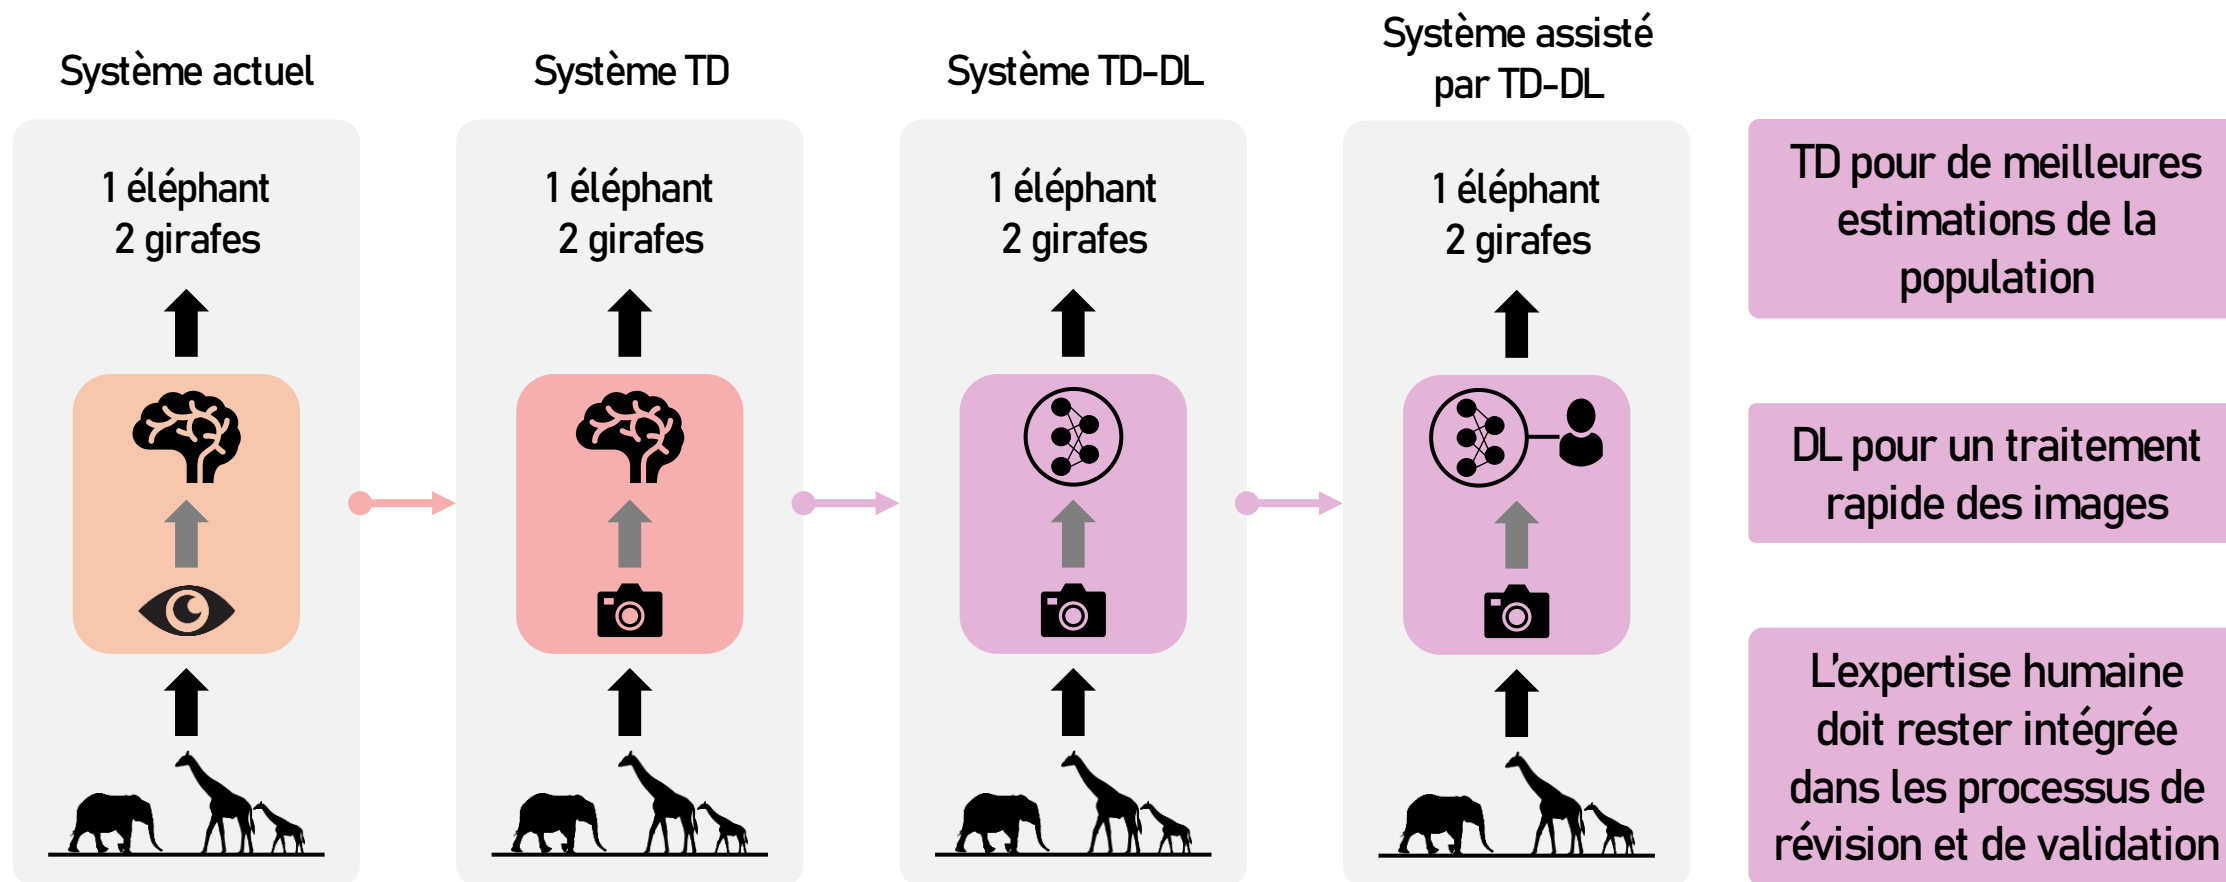 Système actuel
1 éléphant
2 girafes
Système TD
1 éléphant
2 girafes
Système TD-DL
1 éléphant
2 girafes
Système assisté
par TD-DL
1 éléphant
2 girafes
TD pour de meilleures
estimations de la
population
DL pour un traitement
rapide des images
L'expertise humaine
doit rester intégrée
dans les processus de
révision et de validation